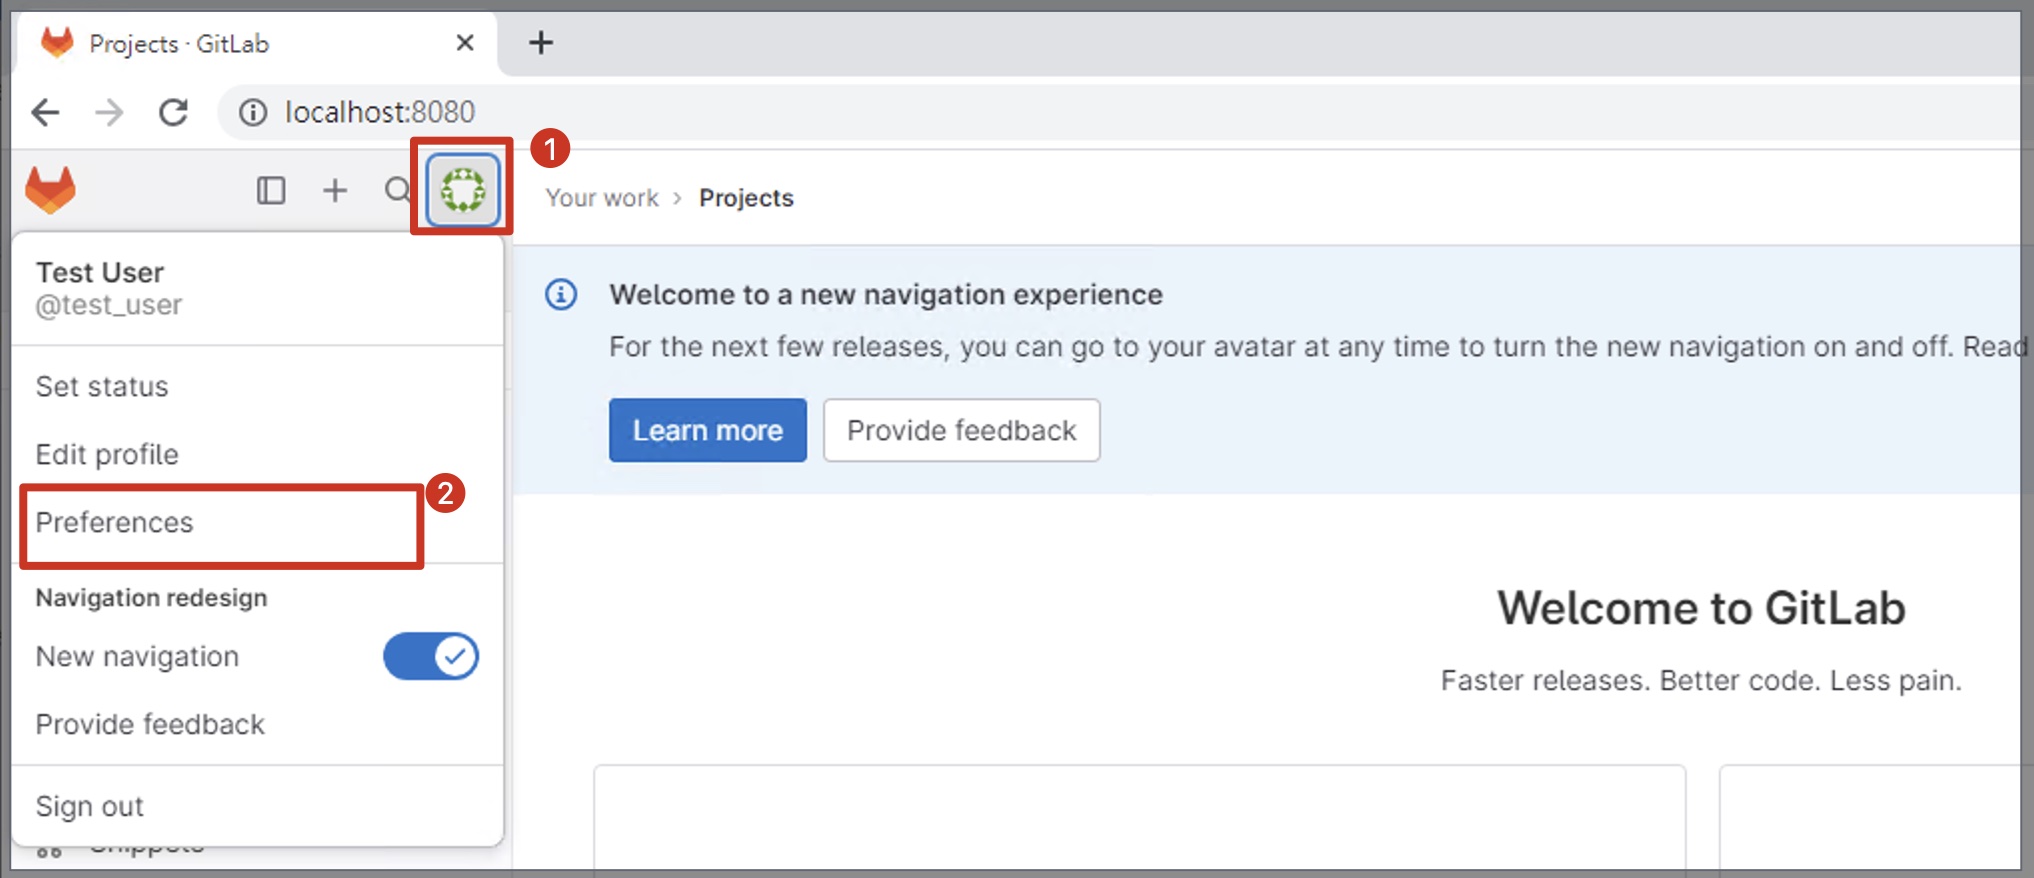 Projects · GitLab
localhost:8080
1
Your work › Projects
Test User
@test_user
Set status
Edit profile
2
Preferences
Navigation redesign
New navigation
Provide feedback
Sign out
Snippets
Welcome to a new navigation experience
For the next few releases, you can go to your avatar at any time to turn the new navigation on and off. Read
Learn more
Provide feedback
Welcome to GitLab
Faster releases. Better code. Less pain.